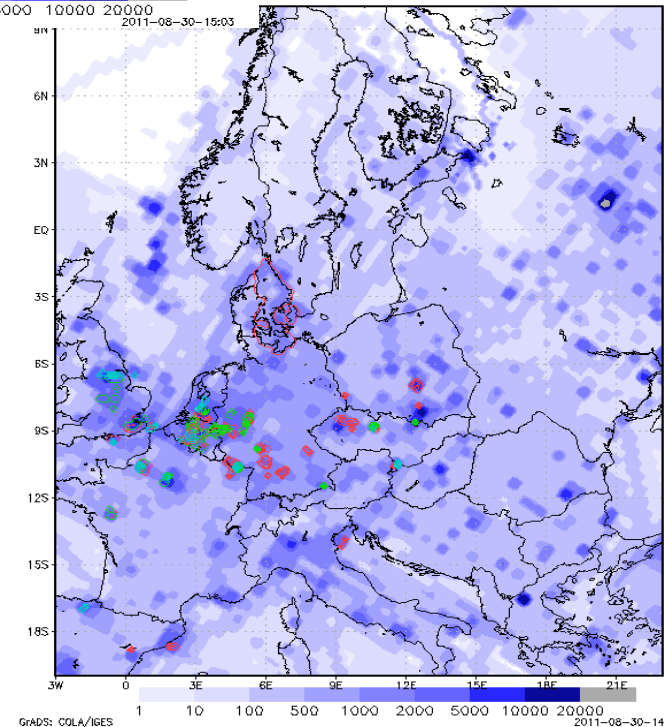 5000 10000 20000
2011-08-30-15:03
9N
6N
3N
EQ
3S
6S
9S
12S
15S
18S
3W 0 3E 6E 9E 12E 15E 18E 21E
1 10 100 500 1000 2000 5000 10000 20000
GrADS: COLA/IGES 2011-08-30-14